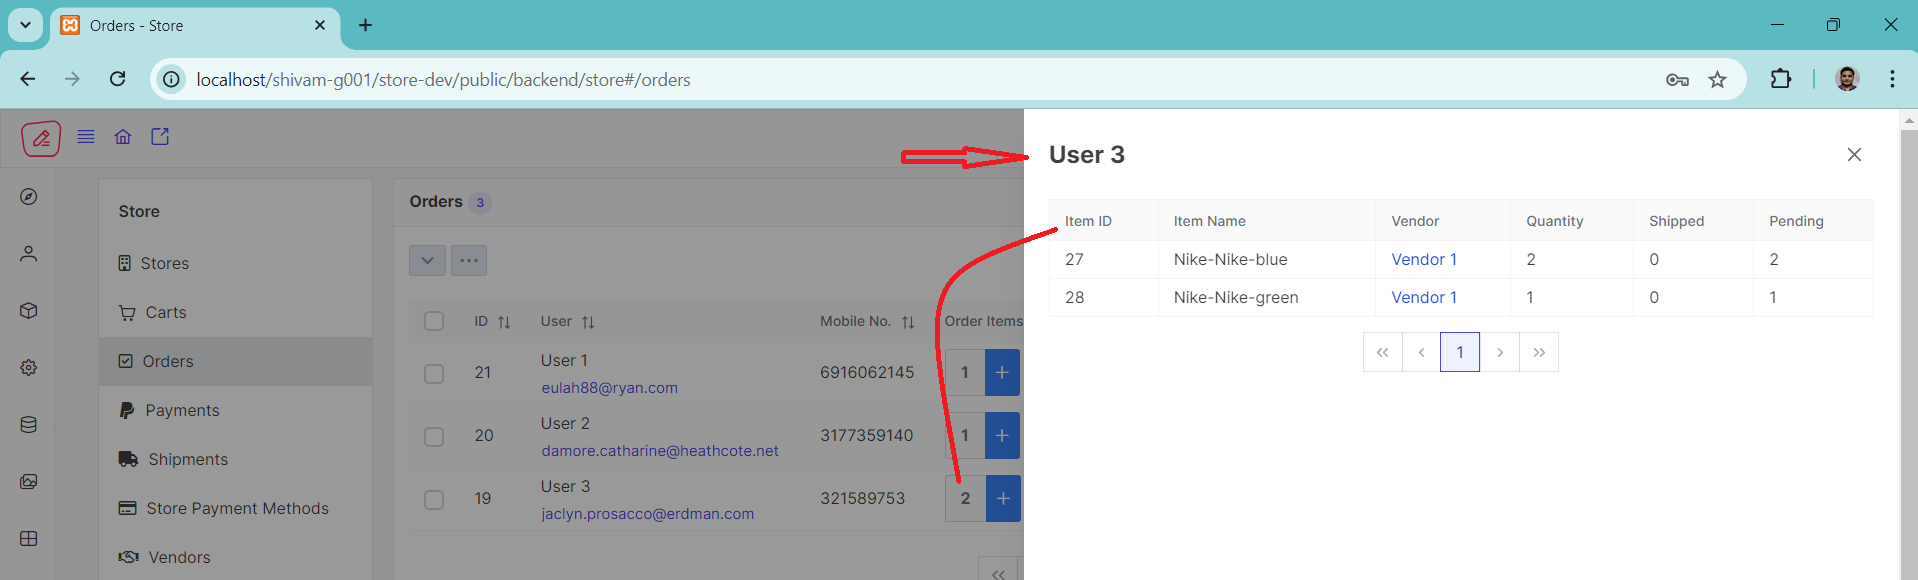 Orders - Store
localhost/shivam-g001/store-dev/public/backend/store#/orders
Store
Stores
Carts
Orders
Payments
Shipments
Store Payment Methods
Vendors
Orders 3
ID User Mobile No. Order Items
21 User 1 6916062145 1 +
eulah88@ryan.com
20 User 2 3177359140 1 +
damore.catharine@heathcote.net
19 User 3 321589753 2 +
jaclyn.prosacco@erdman.com
User 3
Item ID Item Name Vendor Quantity Shipped Pending
27 Nike-Nike-blue Vendor 1 2 0 2
28 Nike-Nike-green Vendor 1 1 0 1
1